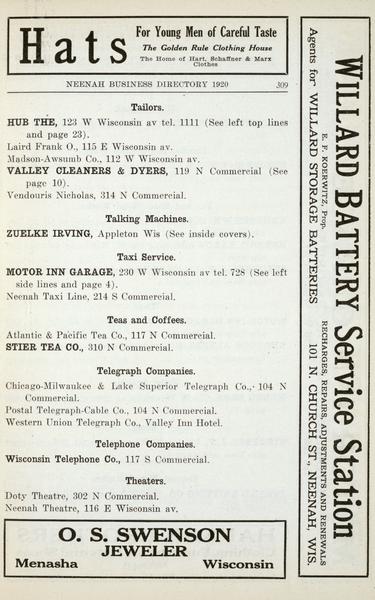 Hats
For Young Men of Careful Taste
The Golden Rule Clothing House
The Home of Hart, Schaffner & Marx
Clothes
NEENAH BUSINESS DIRECTORY 1920 309
Tailors.
HUB THE, 123 W Wisconsin av tel. 1111 (See left top lines
and page 23).
Laird Frank O., 115 E Wisconsin av.
Madson-Awsumb Co., 112 W Wisconsin av.
VALLEY CLEANERS & DYERS, 119 N Commercial (See
page 10).
Vendouris Nicholas, 314 N Commercial.
Talking Machines.
ZUELKE IRVING, Appleton Wis (See inside covers).
Taxi Service.
MOTOR INN GARAGE, 230 W Wisconsin av tel. 728 (See left
side lines and page 4).
Neenah Taxi Line, 214 S Commercial.
Teas and Coffees.
Atlantic & Pacific Tea Co., 117 N Commercial.
STIER TEA CO., 310 N Commercial.
Telegraph Companies.
Chicago-Milwaukee & Lake Superior Telegraph Co., 104 N
Commercial.
Postal Telegraph-Cable Co., 104 N Commercial.
Western Union Telegraph Co., Valley Inn Hotel.
Telephone Companies.
Wisconsin Telephone Co., 117 S Commercial.
Theaters.
Doty Theatre, 302 N Commercial.
Neenah Theatre, 116 E Wisconsin av.
O. S. SWENSON
JEWELER
Menasha Wisconsin
WILLARD BATTERY Service Station
E. F. KOERWITZ, Prop. RECHARGES, REPAIRS, ADJUSTMENTS AND RENEWALS
Agents for WILLARD STORAGE BATTERIES 101 N. CHURCH ST., NEENAH, WIS.